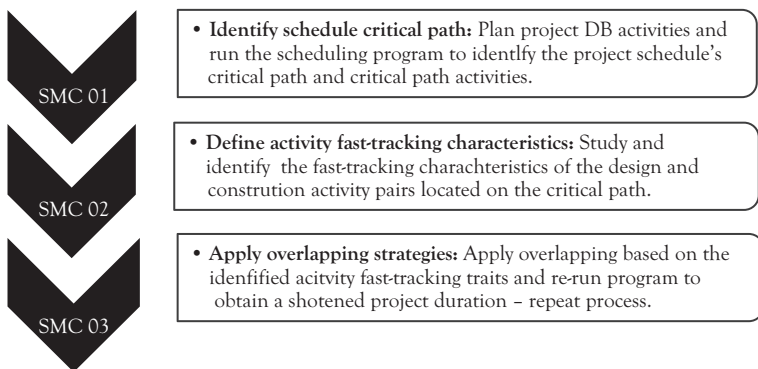 SMC 01
• Identify schedule critical path: Plan project DB activities and
run the scheduling program to identlfy the project schedule's
critical path and critical path activities.
SMC 02
• Define activity fast-tracking characteristics: Study and
identify the fast-tracking charachteristics of the design and
constrution activity pairs located on the critical path.
SMC 03
• Apply overlapping strategies: Apply overlapping based on the
idenfified acitvity fast-tracking traits and re-run program to
obtain a shotened project duration – repeat process.